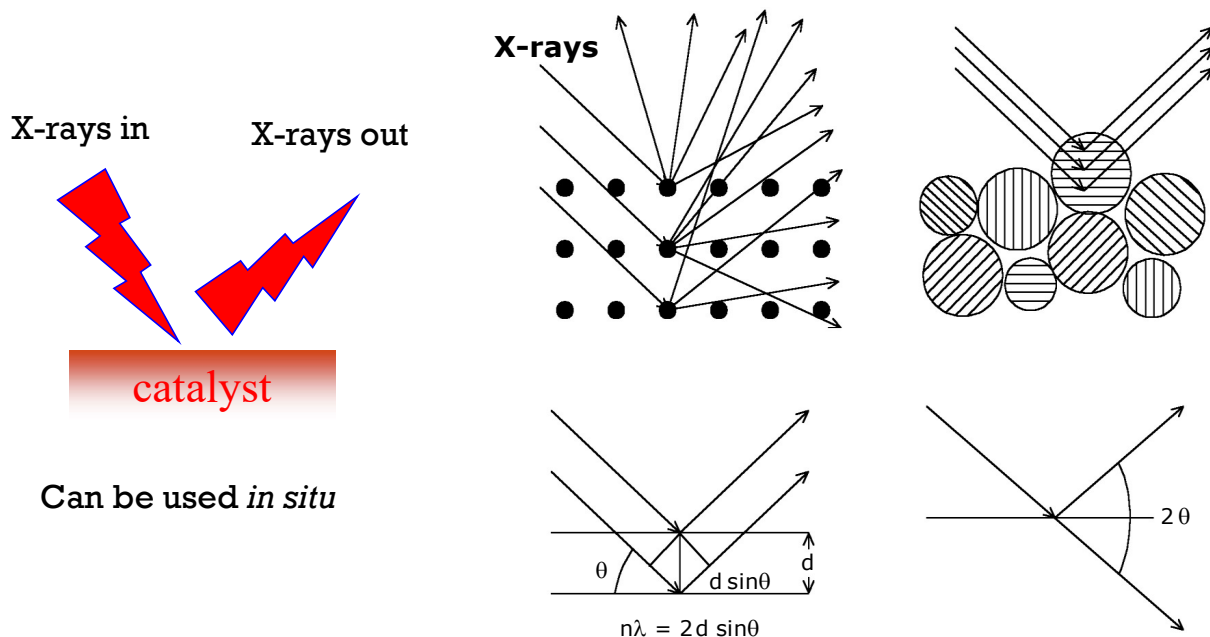 X-rays in
X-rays out
catalyst
Can be used in situ
X-rays
θ
d
d sinθ
nλ = 2d sinθ
2θ